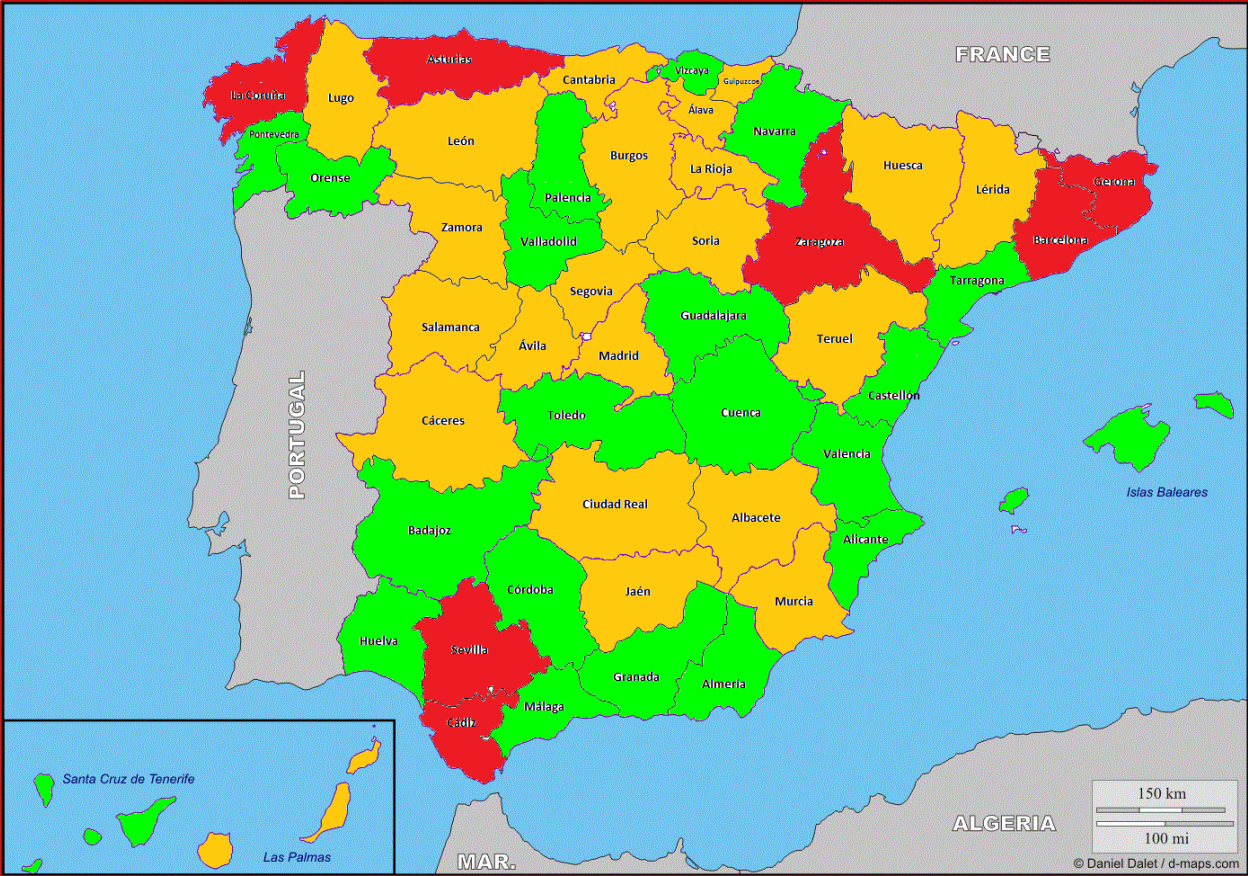 FRANCE
Asturias
Vizcaya
Cantabria
Guipuzcoa
La Coruña
Lugo
Álava
Pontevedra
Navarra
León
Burgos
La Rioja
Huesca
Orense
Lérida
Gerona
Palencia
Zamora
Valladolid
Soria
Zaragoza
Barcelona
Tarragona
Segovia
Guadalajara
Salamanca
Ávila
Madrid
Teruel
PORTUGAL
Castellón
Cáceres
Toledo
Cuenca
Valencia
Islas Baleares
Ciudad Real
Albacete
Badajoz
Alicante
Córdoba
Jaén
Murcia
Huelva
Sevilla
Granada
Almería
Málaga
Cádiz
Santa Cruz de Tenerife
Las Palmas
MAR.
ALGERIA
150 km
100 mi
© Daniel Dalet / d-maps.com